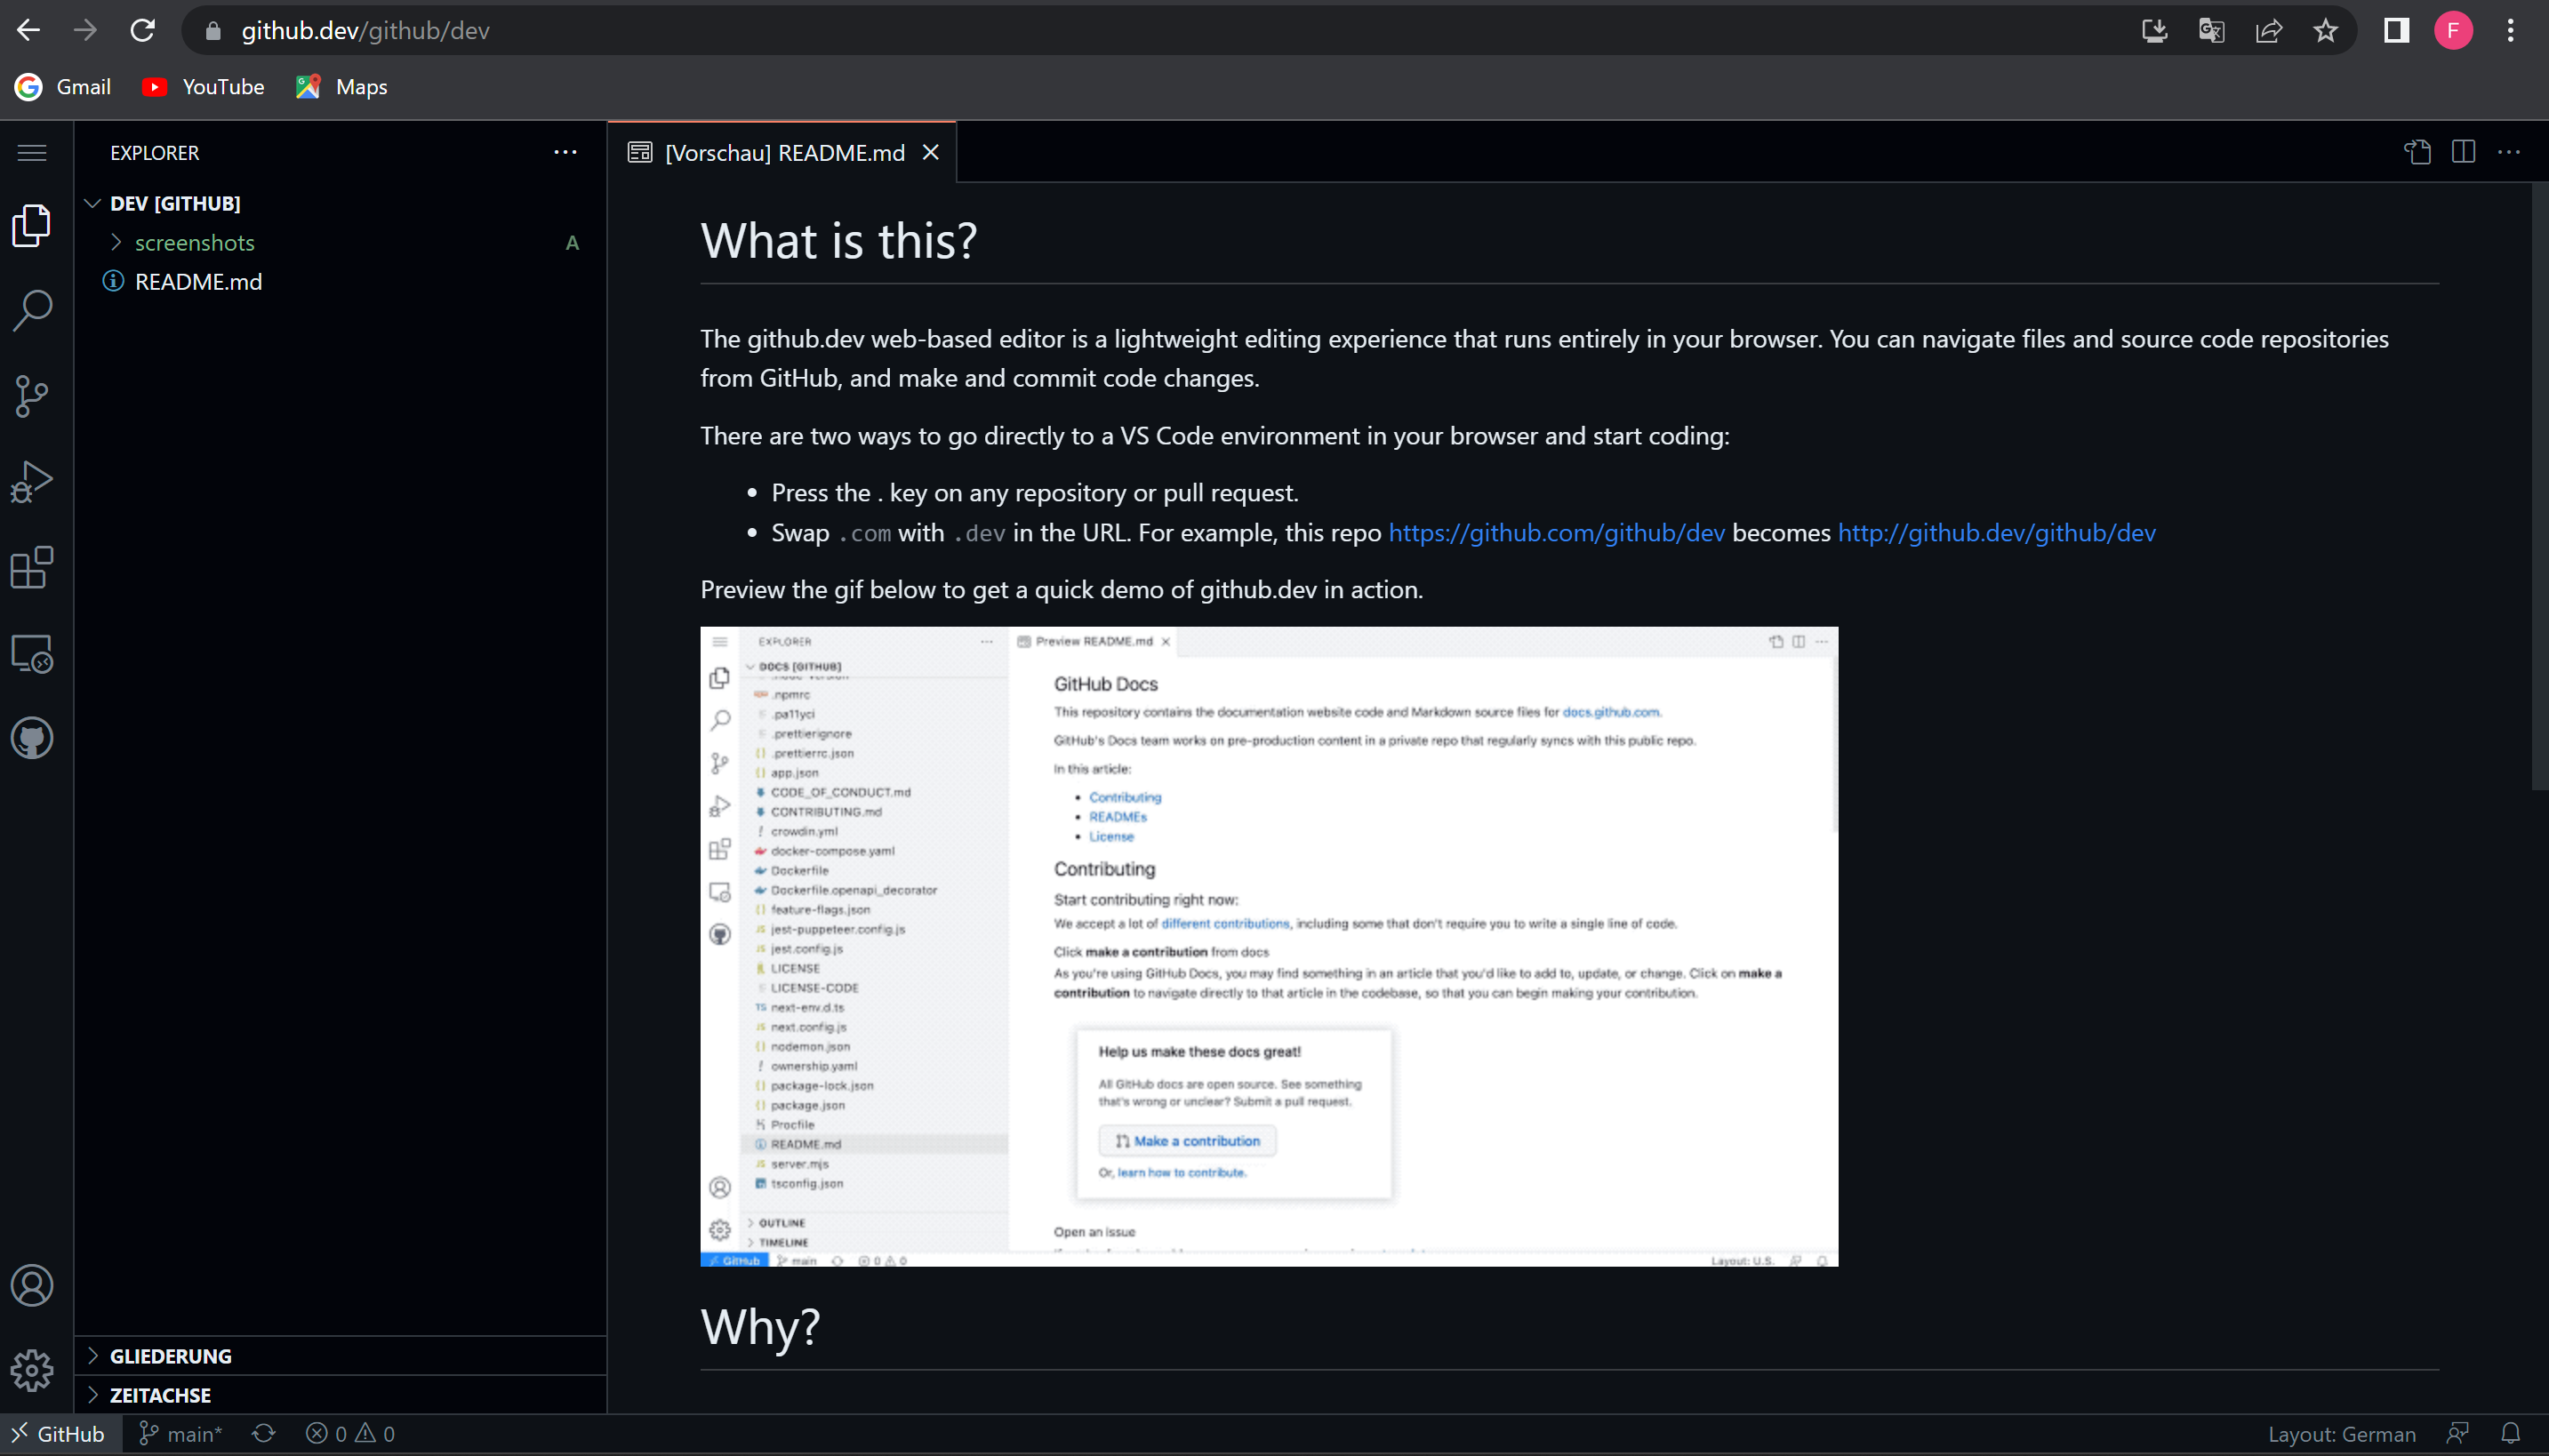 github.dev/github/dev
F
Gmail
YouTube
Maps
EXPLORER
[Vorschau] README.md
DEV [GITHUB]
screenshots A
README.md
What is this?
The github.dev web-based editor is a lightweight editing experience that runs entirely in your browser. You can navigate files and source code repositories
from GitHub, and make and commit code changes.
There are two ways to go directly to a VS Code environment in your browser and start coding:
• Press the . key on any repository or pull request.
• Swap .com with .dev in the URL. For example, this repo https://github.com/github/dev becomes http://github.dev/github/dev
Preview the gif below to get a quick demo of github.dev in action.
EXPLORER
DOCS [GITHUB]
.node-version
.npmrc
.pa11yci
.prettierignore
.prettierrc.json
app.json
CODE_OF_CONDUCT.md
CONTRIBUTING.md
crowdin.yml
docker-compose.yaml
Dockerfile
Dockerfile.openapi_decorator
feature-flags.json
jest-puppeteer.config.js
jest.config.js
LICENSE
LICENSE-CODE
next-env.d.ts
next.config.js
nodemon.json
ownership.yaml
package-lock.json
package.json
Procfile
README.md
server.mjs
tsconfig.json
OUTLINE
TIMELINE
Preview README.md
GitHub Docs
This repository contains the documentation website code and Markdown source files for docs.github.com.
GitHub's Docs team works on pre-production content in a private repo that regularly syncs with this public repo.
In this article:
• Contributing
• READMEs
• License
Contributing
Start contributing right now:
We accept a lot of different contributions, including some that don't require you to write a single line of code.
Click make a contribution from docs
As you're using GitHub Docs, you may find something in an article that you'd like to add to, update, or change. Click on make a
contribution to navigate directly to that article in the codebase, so that you can begin making your contribution.
Help us make these docs great!
All GitHub docs are open source. See something
that's wrong or unclear? Submit a pull request.
Make a contribution
Or, learn how to contribute.
Open an issue
GitHub main 0 0 Layout: U.S.
Why?
GLIEDERUNG
ZEITACHSE
GitHub main* 0 0 Layout: German